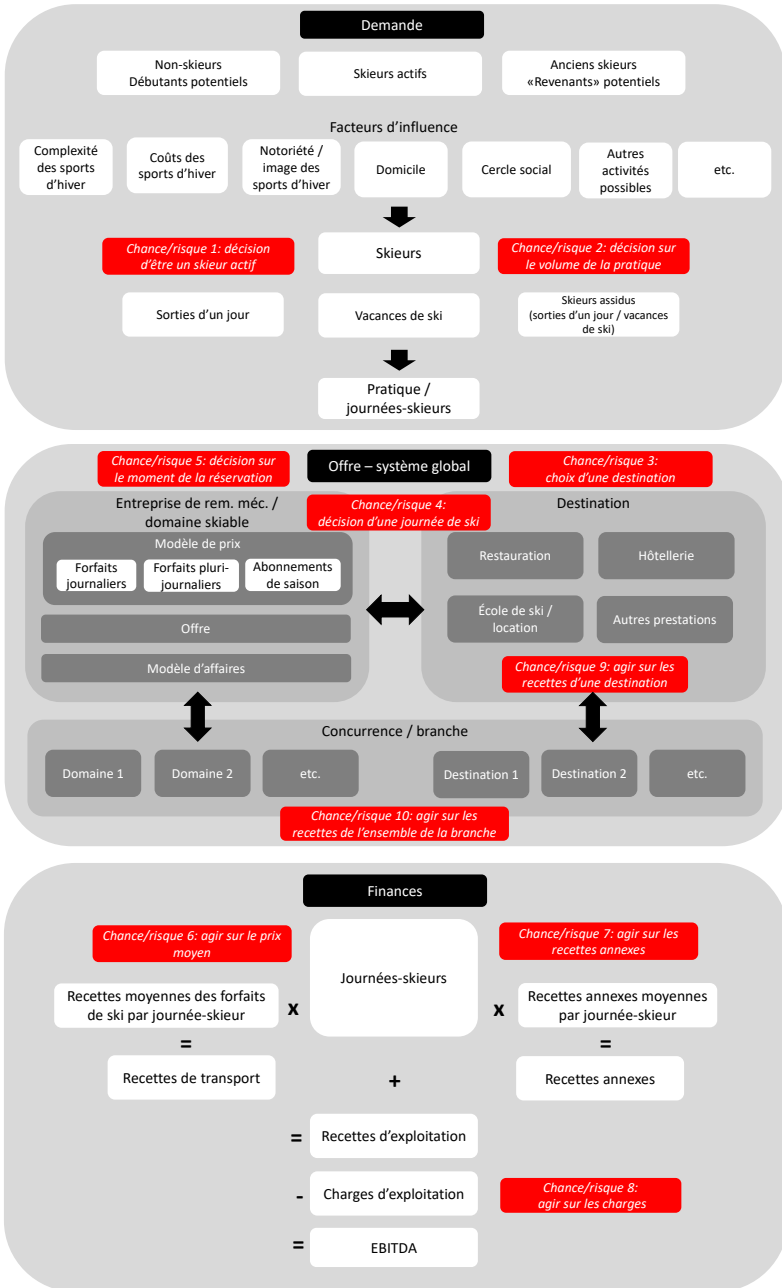 Demande
Non-skieurs
Débutants potentiels
Skieurs actifs
Anciens skieurs
«Revenants» potentiels
Facteurs d’influence
Complexité
des sports
d’hiver
Coûts des
sports d’hiver
Notoriété /
image des
sports d’hiver
Domicile
Cercle social
Autres
activités
possibles
etc.
Chance/risque 1: décision
d’être un skieur actif
Skieurs
Chance/risque 2: décision sur
le volume de la pratique
Sorties d’un jour
Vacances de ski
Skieurs assidus
(sorties d’un jour / vacances
de ski)
Pratique /
journées-skieurs
Chance/risque 5: décision sur
le moment de la réservation
Offre – système global
Chance/risque 3:
choix d’une destination
Entreprise de rem. méc. /
domaine skiable
Chance/risque 4:
décision d’une journée de ski
Destination
Modèle de prix
Forfaits
journaliers
Forfaits pluri-
journaliers
Abonnements
de saison
Offre
Modèle d’affaires
Restauration
Hôtellerie
École de ski /
location
Autres prestations
Chance/risque 9: agir sur les
recettes d’une destination
Concurrence / branche
Domaine 1
Domaine 2
etc.
Destination 1
Destination 2
etc.
Chance/risque 10: agir sur les
recettes de l’ensemble de la branche
Finances
Chance/risque 6: agir sur le prix
moyen
Journées-skieurs
Chance/risque 7: agir sur les
recettes annexes
Recettes moyennes des forfaits
de ski par journée-skieur
x
x
Recettes annexes moyennes
par journée-skieur
=
=
Recettes de transport
+
Recettes annexes
=
Recettes d’exploitation
-
Charges d’exploitation
Chance/risque 8:
agir sur les charges
=
EBITDA